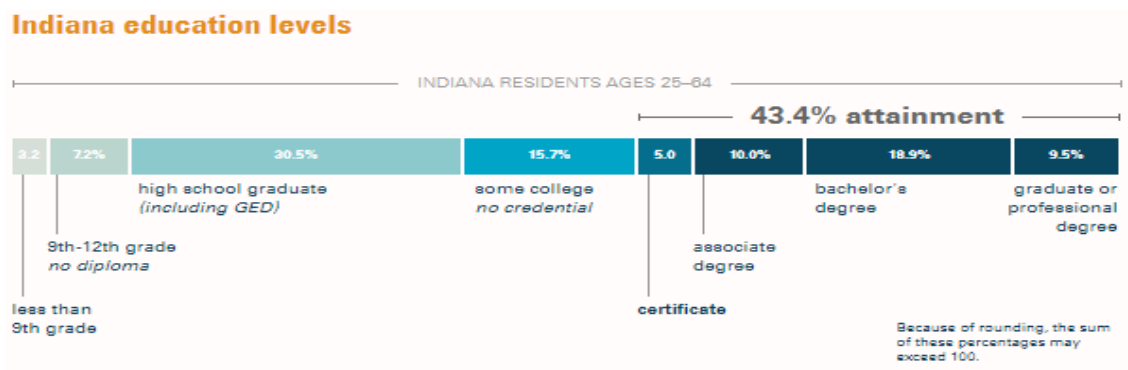 Indiana education levels
INDIANA RESIDENTS AGES 25–64
43.4% attainment
3.2 7.2% 30.5% 15.7% 5.0 10.0% 18.9% 9.5%
high school graduate
(including GED)
some college
no credential
bachelor's
degree
graduate or
professional
degree
9th-12th grade
no diploma
associate
degree
less than
9th grade
certificate
Because of rounding, the sum
of these percentages may
exceed 100.